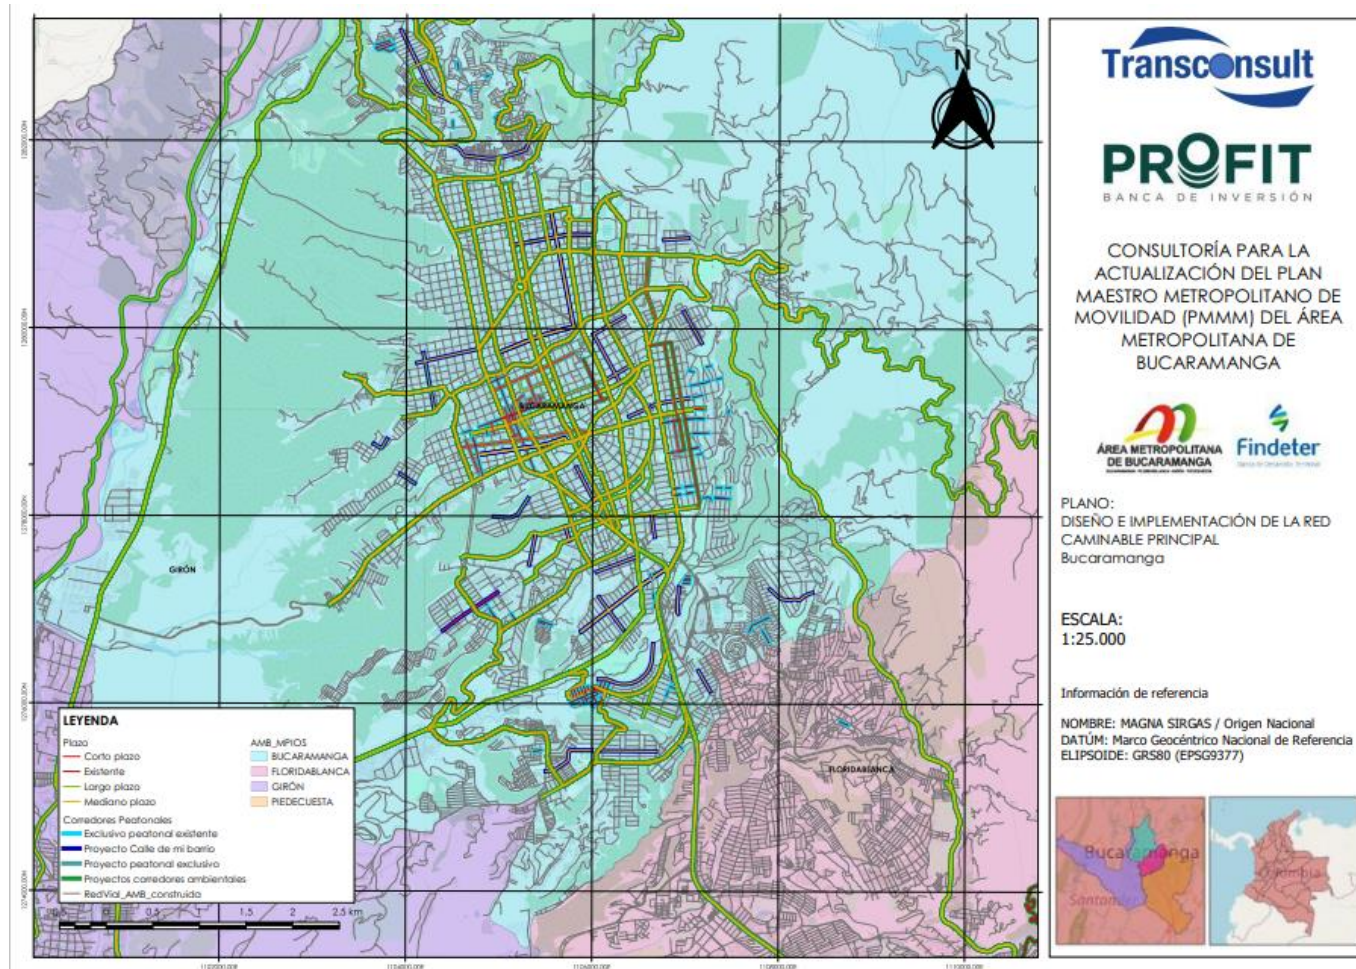 N
GIRÓN
FLORIDABLANCA
LEYENDA
Plazo
Corto plazo
Existente
Largo plazo
Mediano plazo
Corredores Peatonales
Exclusivo peatonal existente
Proyecto Calle de mi barrio
Proyecto peatonal exclusivo
Proyectos corredores ambientales
RedVial_AMB_construida
AMB_MPIOS
BUCARAMANGA
FLORIDABLANCA
GIRÓN
PIEDECUESTA
0 0.5 1 1.5 2 2.5 km
Transconsult
PROFIT
BANCA DE INVERSIÓN
CONSULTORÍA PARA LA
ACTUALIZACIÓN DEL PLAN
MAESTRO METROPOLITANO DE
MOVILIDAD (PMMM) DEL ÁREA
METROPOLITANA DE
BUCARAMANGA
ÁREA METROPOLITANA
DE BUCARAMANGA
Findeter
PLANO:
DISEÑO E IMPLEMENTACIÓN DE LA RED
CAMINABLE PRINCIPAL
Bucaramanga
ESCALA:
1:25.000
Información de referencia
NOMBRE: MAGNA SIRGAS / Origen Nacional
DATÚM: Marco Geocéntrico Nacional de Referencia
ELIPSOIDE: GRS80 (EPSG9377)
Bucaramanga
Santander
Colombia